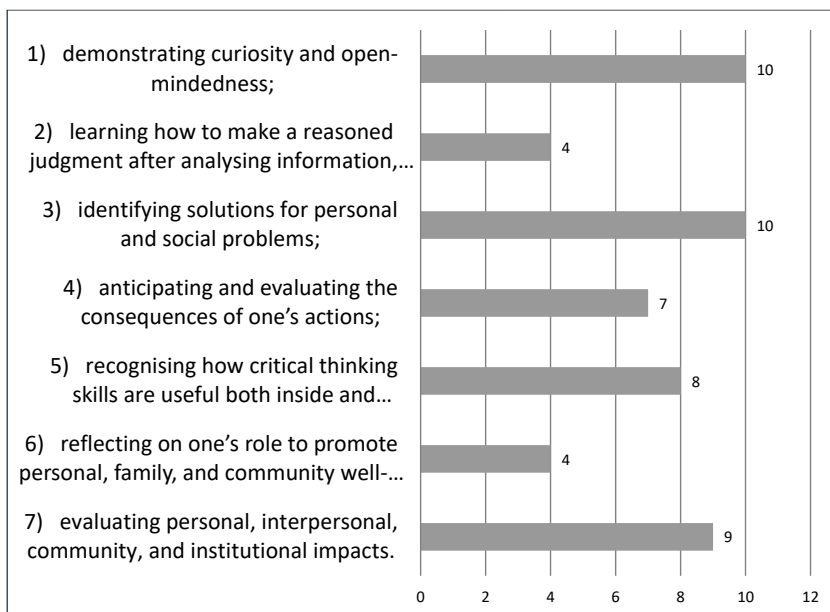 1) demonstrating curiosity and open-
mindedness;
10
2) learning how to make a reasoned
judgment after analysing information,…
4
3) identifying solutions for personal
and social problems;
10
4) anticipating and evaluating the
consequences of one’s actions;
7
5) recognising how critical thinking
skills are useful both inside and…
8
6) reflecting on one’s role to promote
personal, family, and community well-…
4
7) evaluating personal, interpersonal,
community, and institutional impacts.
9
0 2 4 6 8 10 12